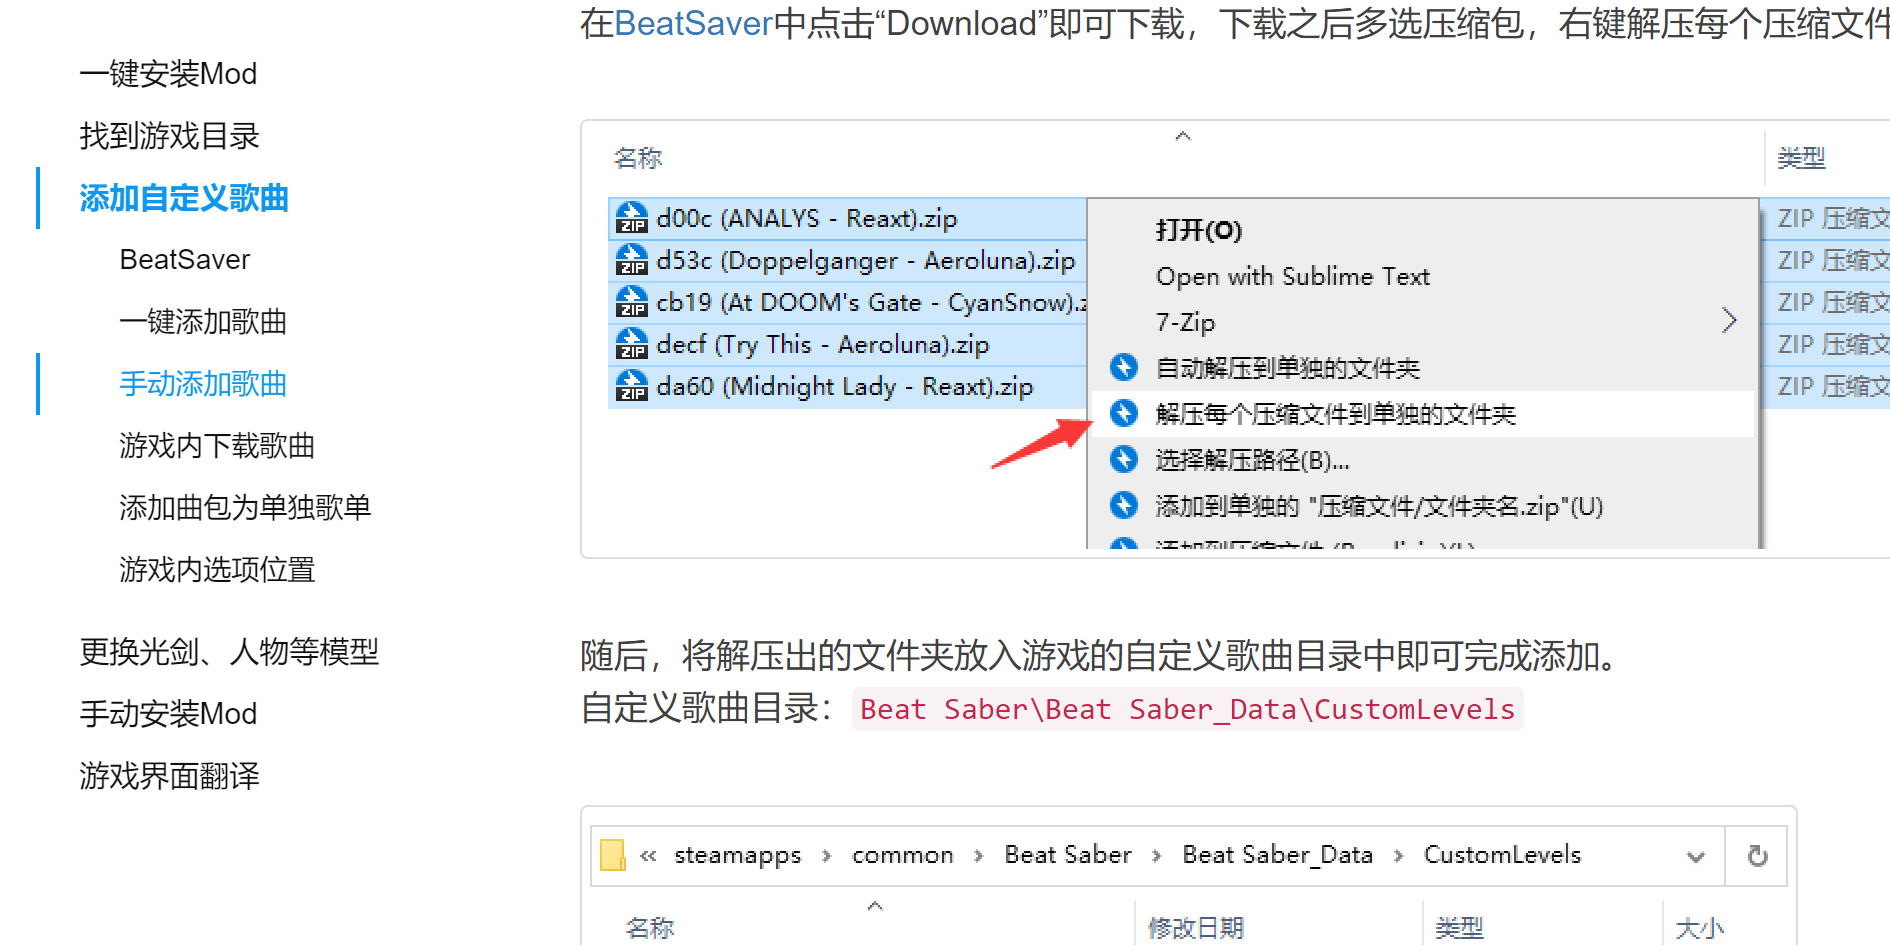 一键安装Mod
找到游戏目录
添加自定义歌曲
BeatSaver
一键添加歌曲
手动添加歌曲
游戏内下载歌曲
添加曲包为单独歌单
游戏内选项位置
更换光剑、人物等模型
手动安装Mod
游戏界面翻译
在BeatSaver中点击“Download”即可下载，下载之后多选压缩包，右键解压每个压缩文件
名称
类型
d00c (ANALYS - Reaxt).zip
ZIP 压缩文
d53c (Doppelganger - Aeroluna).zip
ZIP 压缩文
cb19 (At DOOM's Gate - CyanSnow).z
ZIP 压缩文
decf (Try This - Aeroluna).zip
ZIP 压缩文
da60 (Midnight Lady - Reaxt).zip
ZIP 压缩文
打开(O)
Open with Sublime Text
7-Zip
自动解压到单独的文件夹
解压每个压缩文件到单独的文件夹
选择解压路径(B)...
添加到单独的 "压缩文件/文件夹名.zip"(U)
添加到压缩文件
随后，将解压出的文件夹放入游戏的自定义歌曲目录中即可完成添加。
自定义歌曲目录：Beat Saber\Beat Saber_Data\CustomLevels
« steamapps › common › Beat Saber › Beat Saber_Data › CustomLevels
名称
修改日期
类型
大小